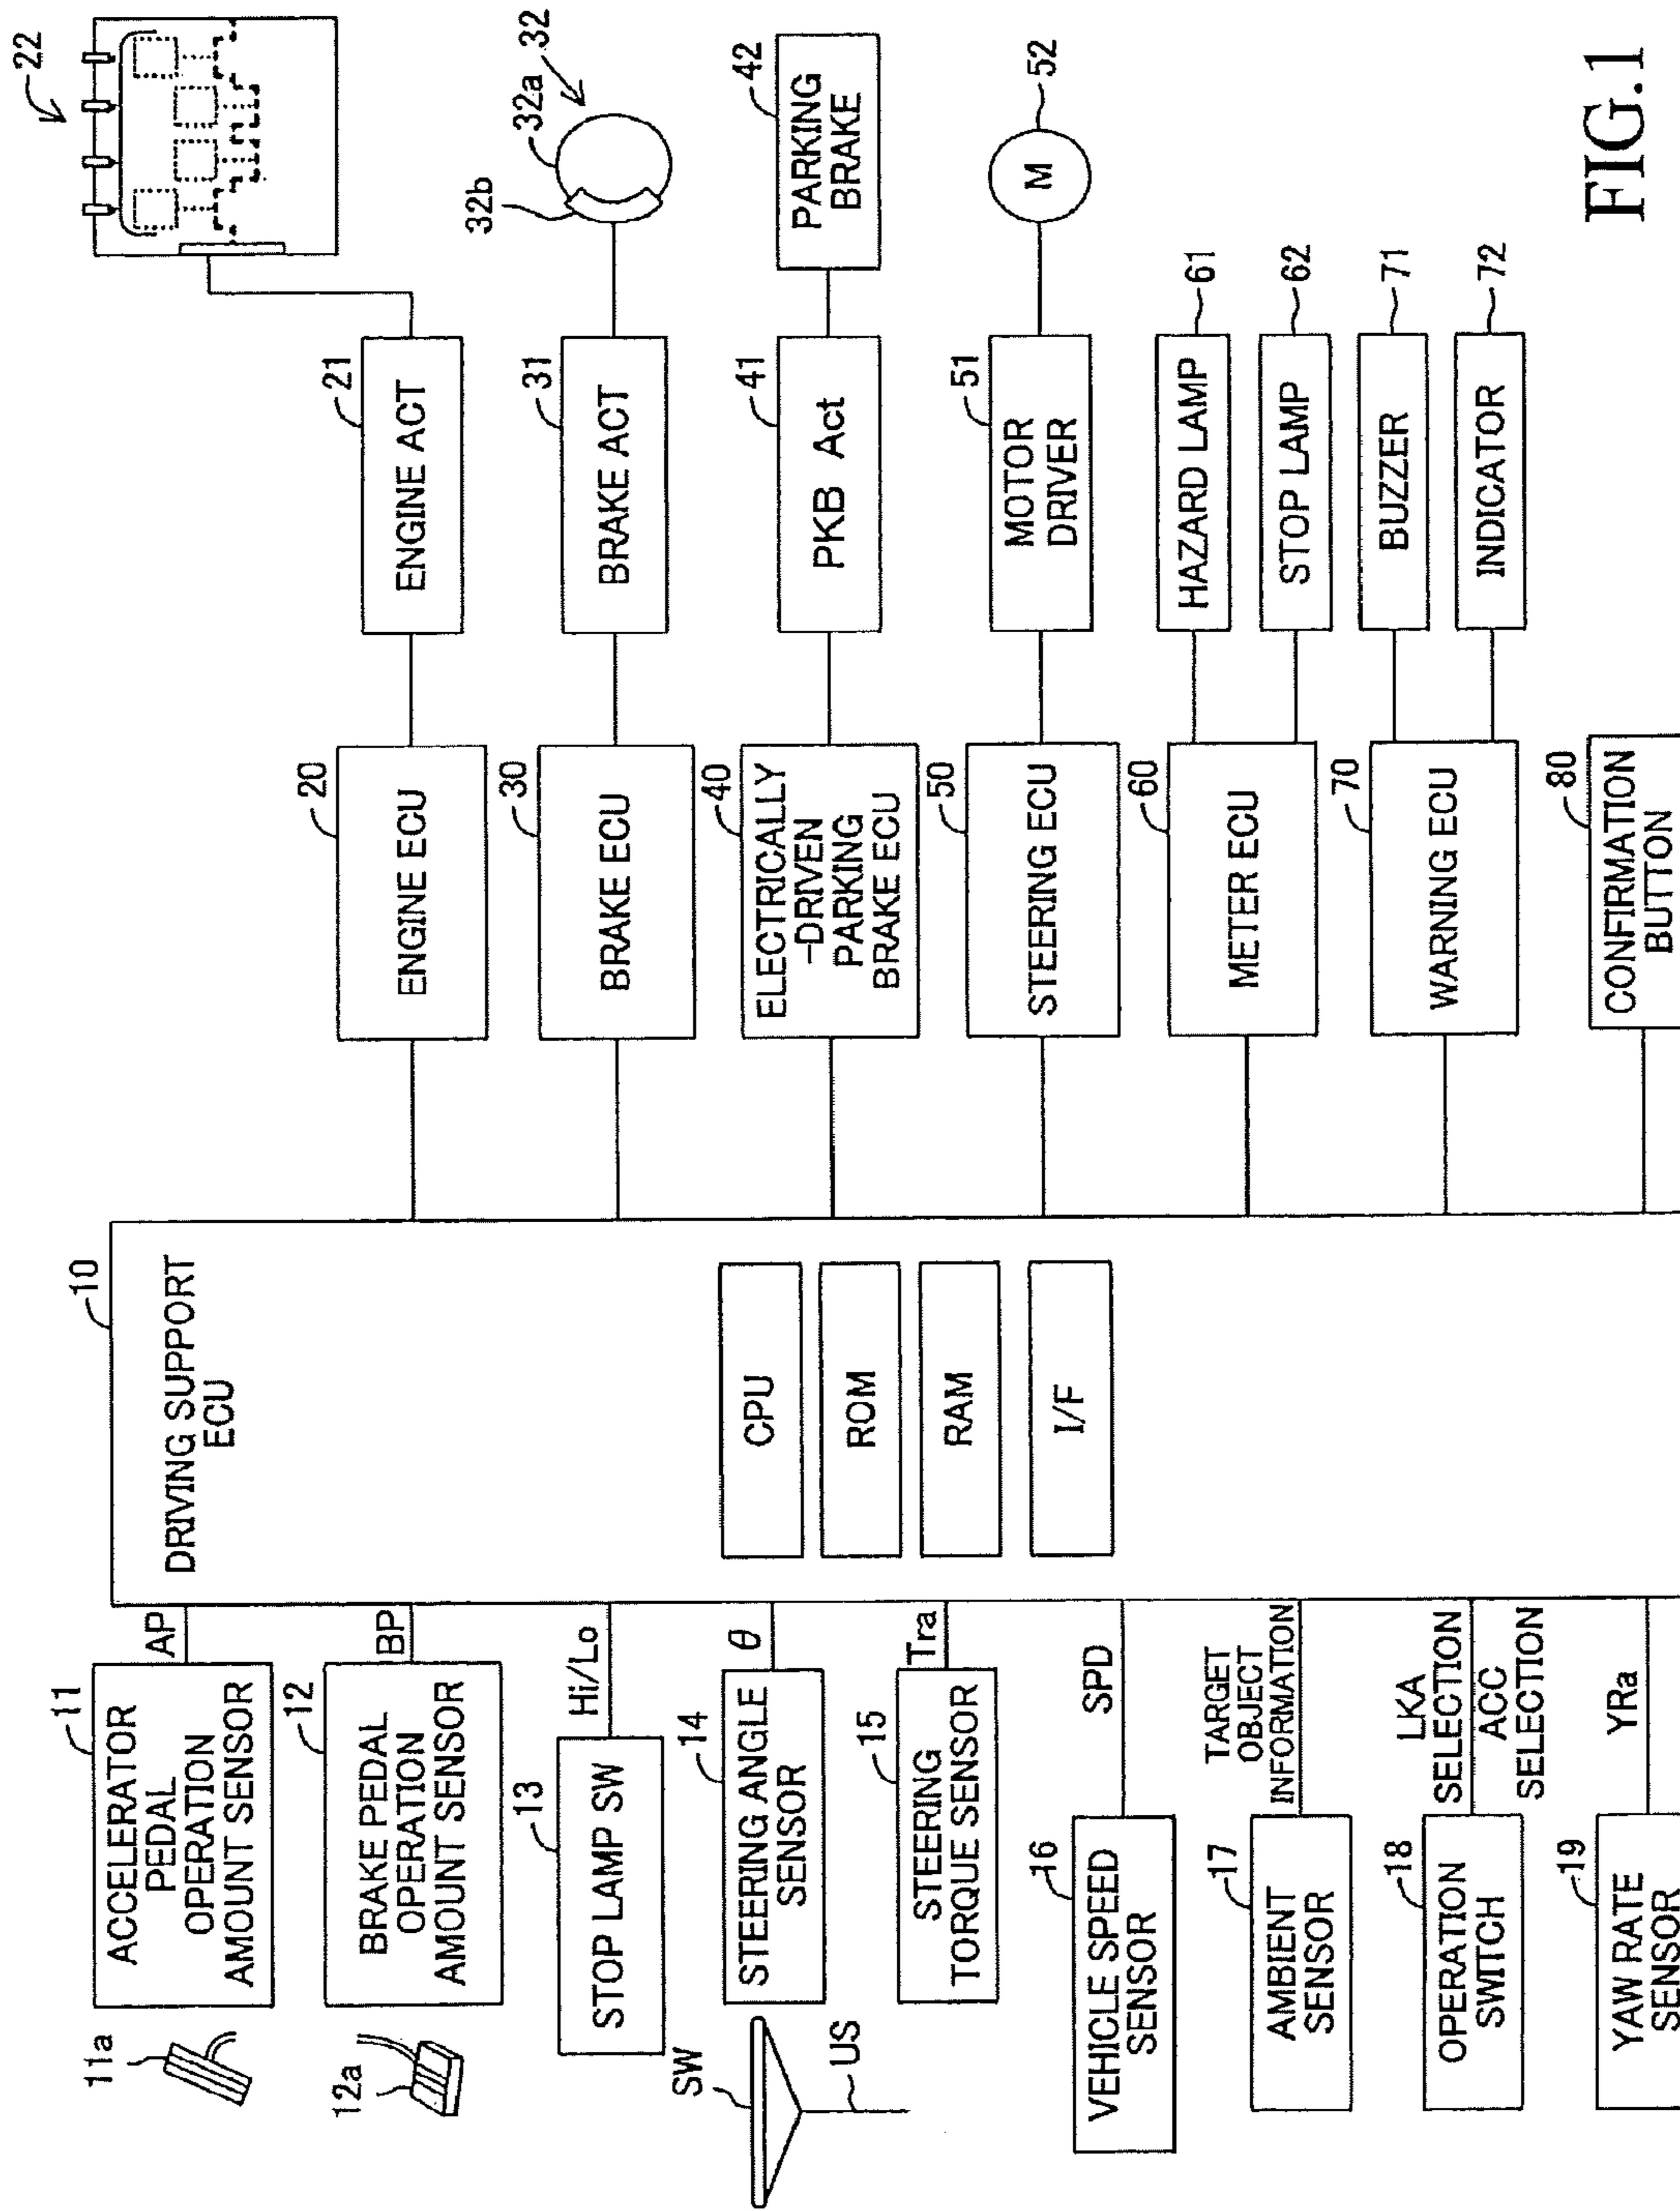 10
DRIVING SUPPORT
ECU
CPU
ROM
RAM
I/F
11a
11
ACCELERATOR
PEDAL
OPERATION
AMOUNT SENSOR
AP
12a
12
BRAKE PEDAL
OPERATION
AMOUNT SENSOR
BP
13
STOP LAMP SW
Hi/Lo
SW
US
14
STEERING ANGLE
SENSOR
θ
15
STEERING
TORQUE SENSOR
Tra
16
VEHICLE SPEED
SENSOR
SPD
17
AMBIENT
SENSOR
TARGET
OBJECT
INFORMATION
18
OPERATION
SWITCH
LKA
SELECTION
ACC
SELECTION
19
YAW RATE
SENSOR
YRa
20
ENGINE ECU
21
ENGINE ACT
22
30
BRAKE ECU
31
BRAKE ACT
32b
32a
32
40
ELECTRICALLY
-DRIVEN
PARKING
BRAKE ECU
41
PKB Act
42
PARKING
BRAKE
50
STEERING ECU
51
MOTOR
DRIVER
M
52
60
METER ECU
HAZARD LAMP
61
STOP LAMP
62
70
WARNING ECU
BUZZER
71
INDICATOR
72
80
CONFIRMATION
BUTTON
FIG.1